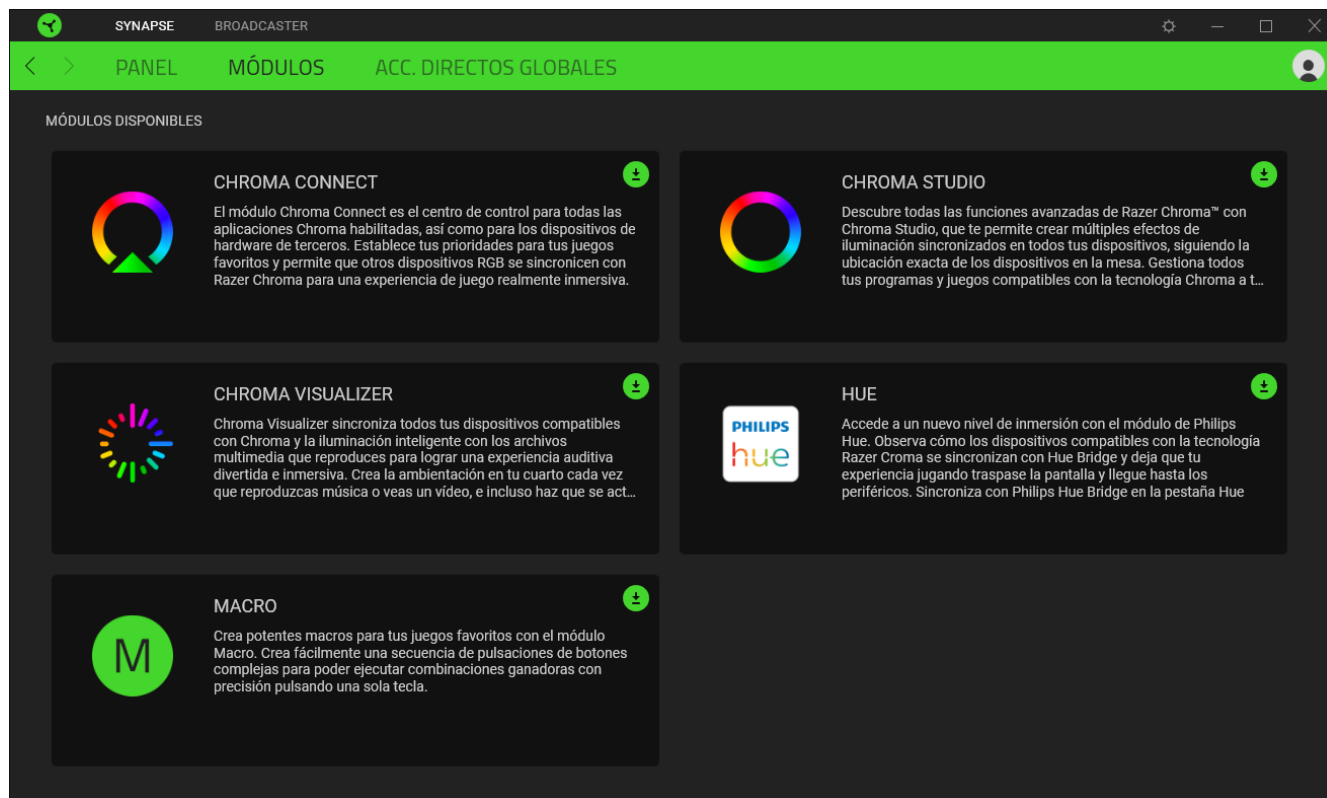 SYNAPSE BROADCASTER
PANEL MÓDULOS ACC. DIRECTOS GLOBALES
MÓDULOS DISPONIBLES
CHROMA CONNECT
El módulo Chroma Connect es el centro de control para todas las
aplicaciones Chroma habilitadas, así como para los dispositivos de
hardware de terceros. Establece tus prioridades para tus juegos
favoritos y permite que otros dispositivos RGB se sincronicen con
Razer Chroma para una experiencia de juego realmente inmersiva.
CHROMA STUDIO
Descubre todas las funciones avanzadas de Razer Chroma™ con
Chroma Studio, que te permite crear múltiples efectos de
iluminación sincronizados en todos tus dispositivos, siguiendo la
ubicación exacta de los dispositivos en la mesa. Gestiona todos
tus programas y juegos compatibles con la tecnología Chroma a t...
CHROMA VISUALIZER
Chroma Visualizer sincroniza todos tus dispositivos compatibles
con Chroma y la iluminación inteligente con los archivos
multimedia que reproduces para lograr una experiencia auditiva
divertida e inmersiva. Crea la ambientación en tu cuarto cada vez
que reproduzcas música o veas un vídeo, e incluso haz que se act...
PHILIPS
hue
HUE
Accede a un nuevo nivel de inmersión con el módulo de Philips
Hue. Observa cómo los dispositivos compatibles con la tecnología
Razer Croma se sincronizan con Hue Bridge y deja que tu
experiencia jugando traspase la pantalla y llegue hasta los
periféricos. Sincroniza con Philips Hue Bridge en la pestaña Hue
M
MACRO
Crea potentes macros para tus juegos favoritos con el módulo
Macro. Crea fácilmente una secuencia de pulsaciones de botones
complejas para poder ejecutar combinaciones ganadoras con
precisión pulsando una sola tecla.